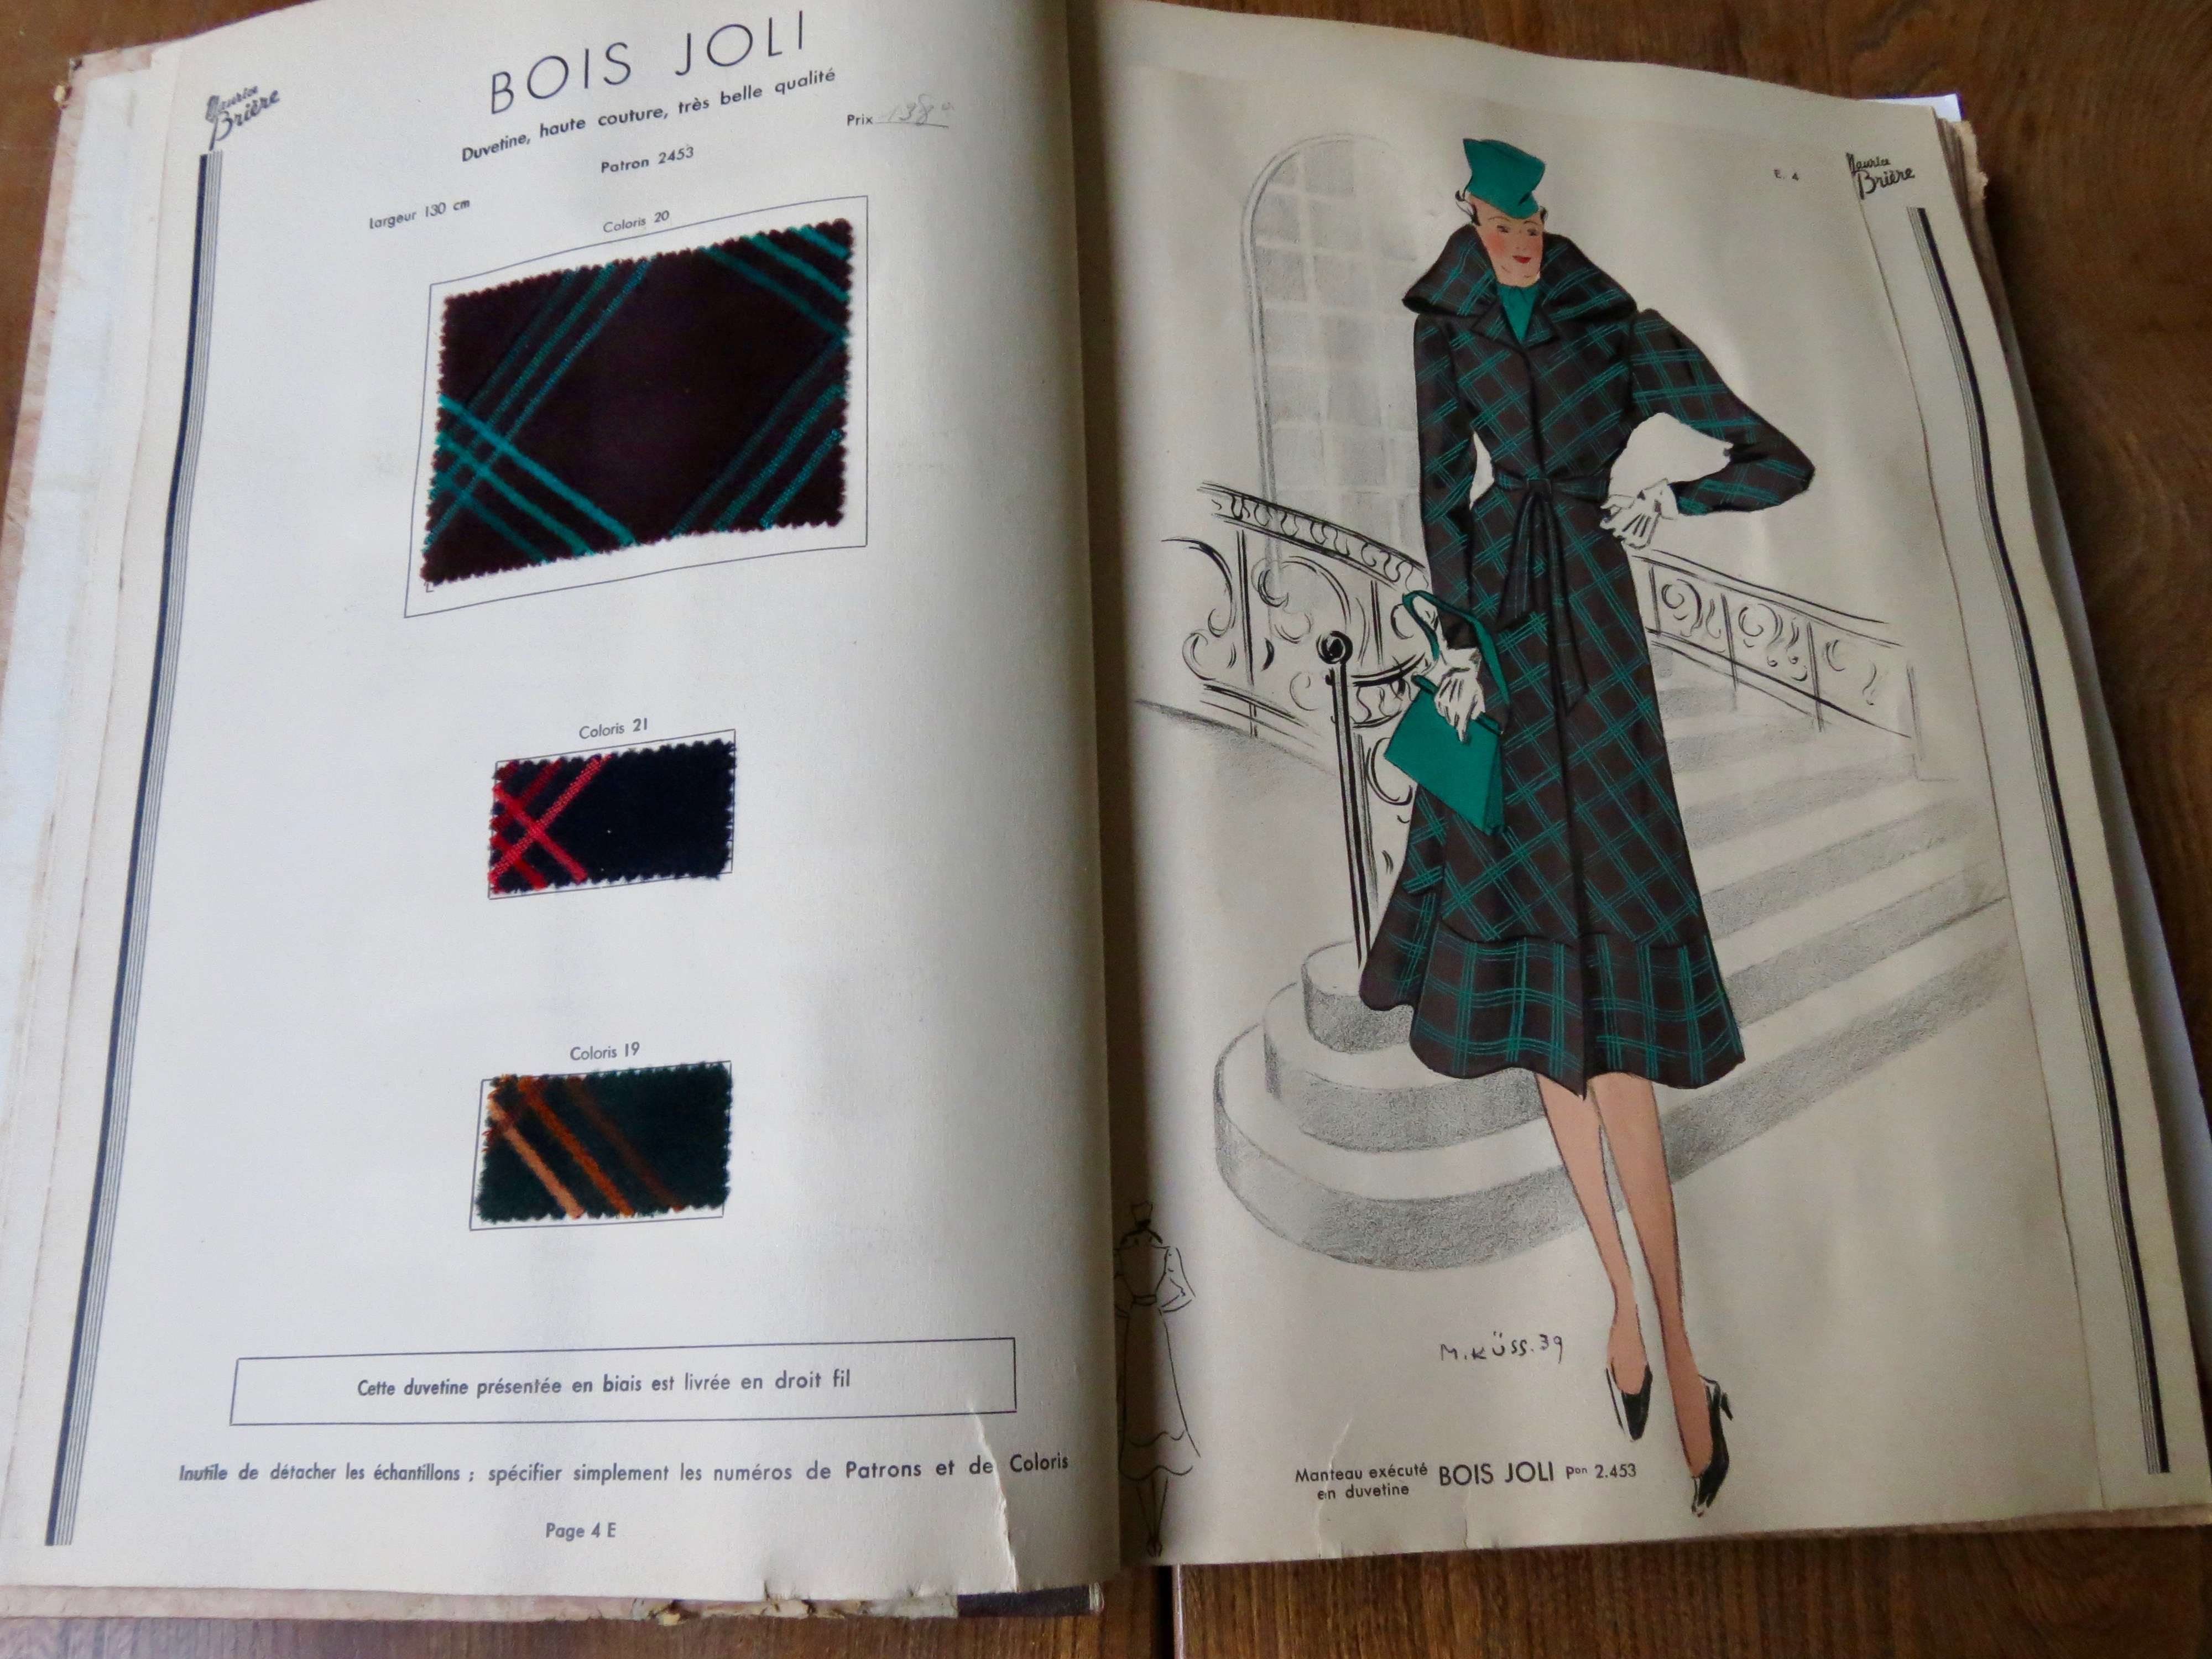 Maurice
Brière
BOIS JOLI
Duvetine, haute couture, très belle qualité
Prix 138
Patron 2453
largeur 130 cm
Coloris 20
Coloris 21
Coloris 19
Cette duvetine présentée en biais est livrée en droit fil
Inutile de détacher les échantillons ; spécifier simplement les numéros de Patrons et de Coloris
Page 4 E
E. 4
Maurice
Brière
M. KÜSS. 39
Manteau exécuté
en duvetine
BOIS JOLI Pon 2.453